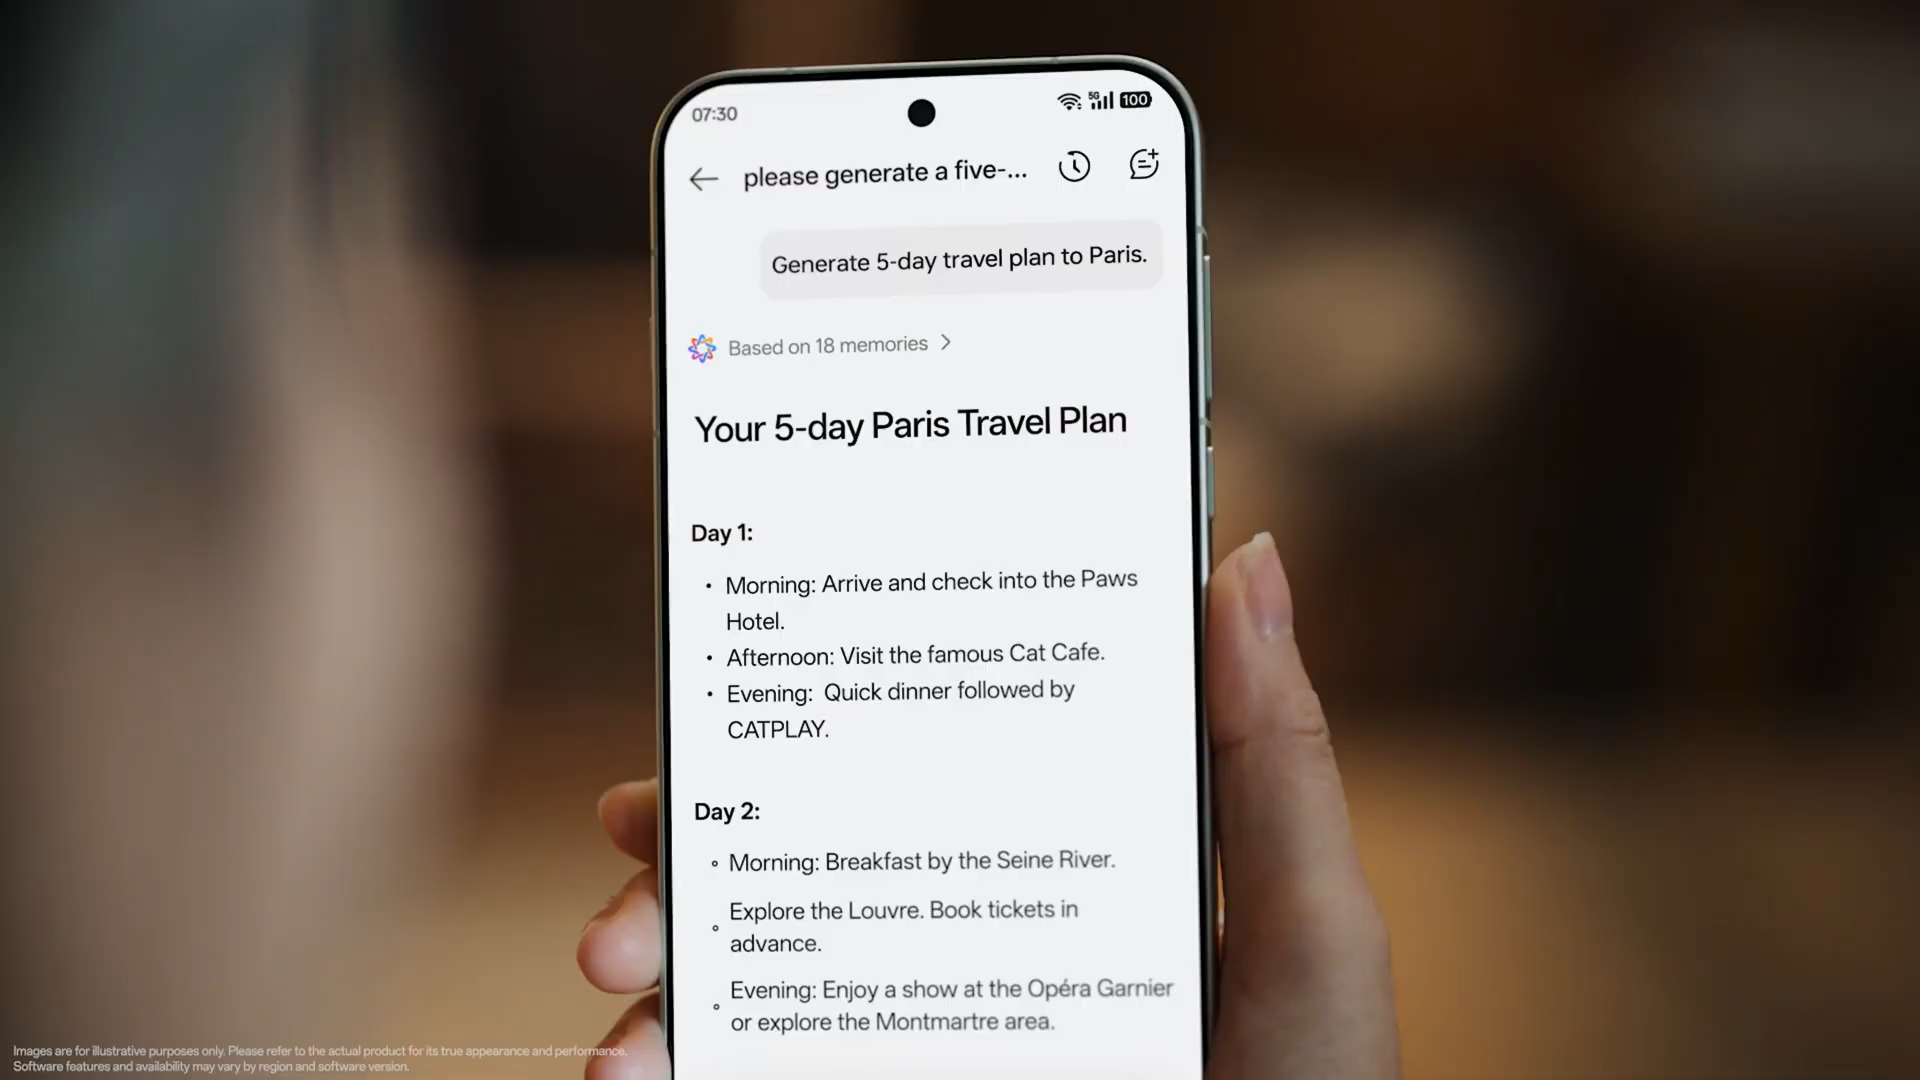 07:30
5G
100
please generate a five-...
Generate 5-day travel plan to Paris.
Based on 18 memories
Your 5-day Paris Travel Plan
Day 1:
• Morning: Arrive and check into the Paws
Hotel.
• Afternoon: Visit the famous Cat Cafe.
• Evening: Quick dinner followed by
CATPLAY.
Day 2:
◦ Morning: Breakfast by the Seine River.
◦ Explore the Louvre. Book tickets in
advance.
◦ Evening: Enjoy a show at the Opéra Garnier
or explore the Montmartre area.
Images are for illustrative purposes only. Please refer to the actual product for its true appearance and performance.
Software features and availability may vary by region and software version.